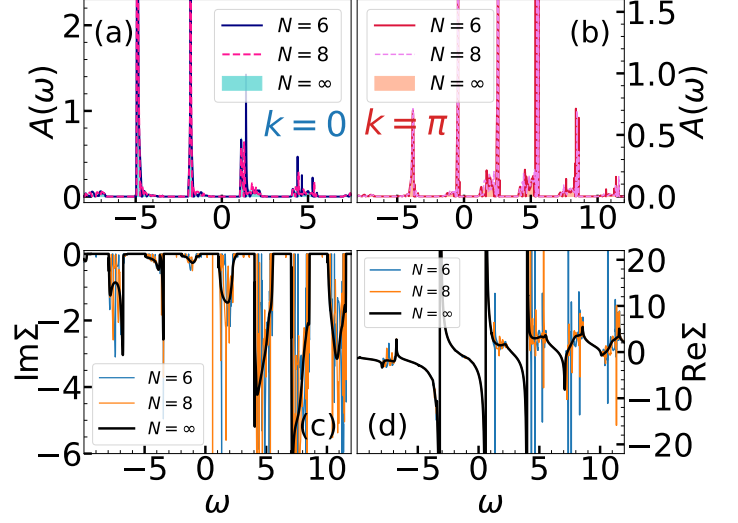 (a)
N = 6
N = 8
N = ∞
k = 0
A(ω)
2
1
0
−5
0
5
(b)
N = 6
N = 8
N = ∞
k = π
A(ω)
1.5
1.0
0.5
0.0
−5
0
5
10
(c)
N = 6
N = 8
N = ∞
ImΣ
0
−2
−4
−6
−5
0
5
10
ω
(d)
N = 6
N = 8
N = ∞
ReΣ
20
10
0
−10
−20
−5
0
5
10
ω